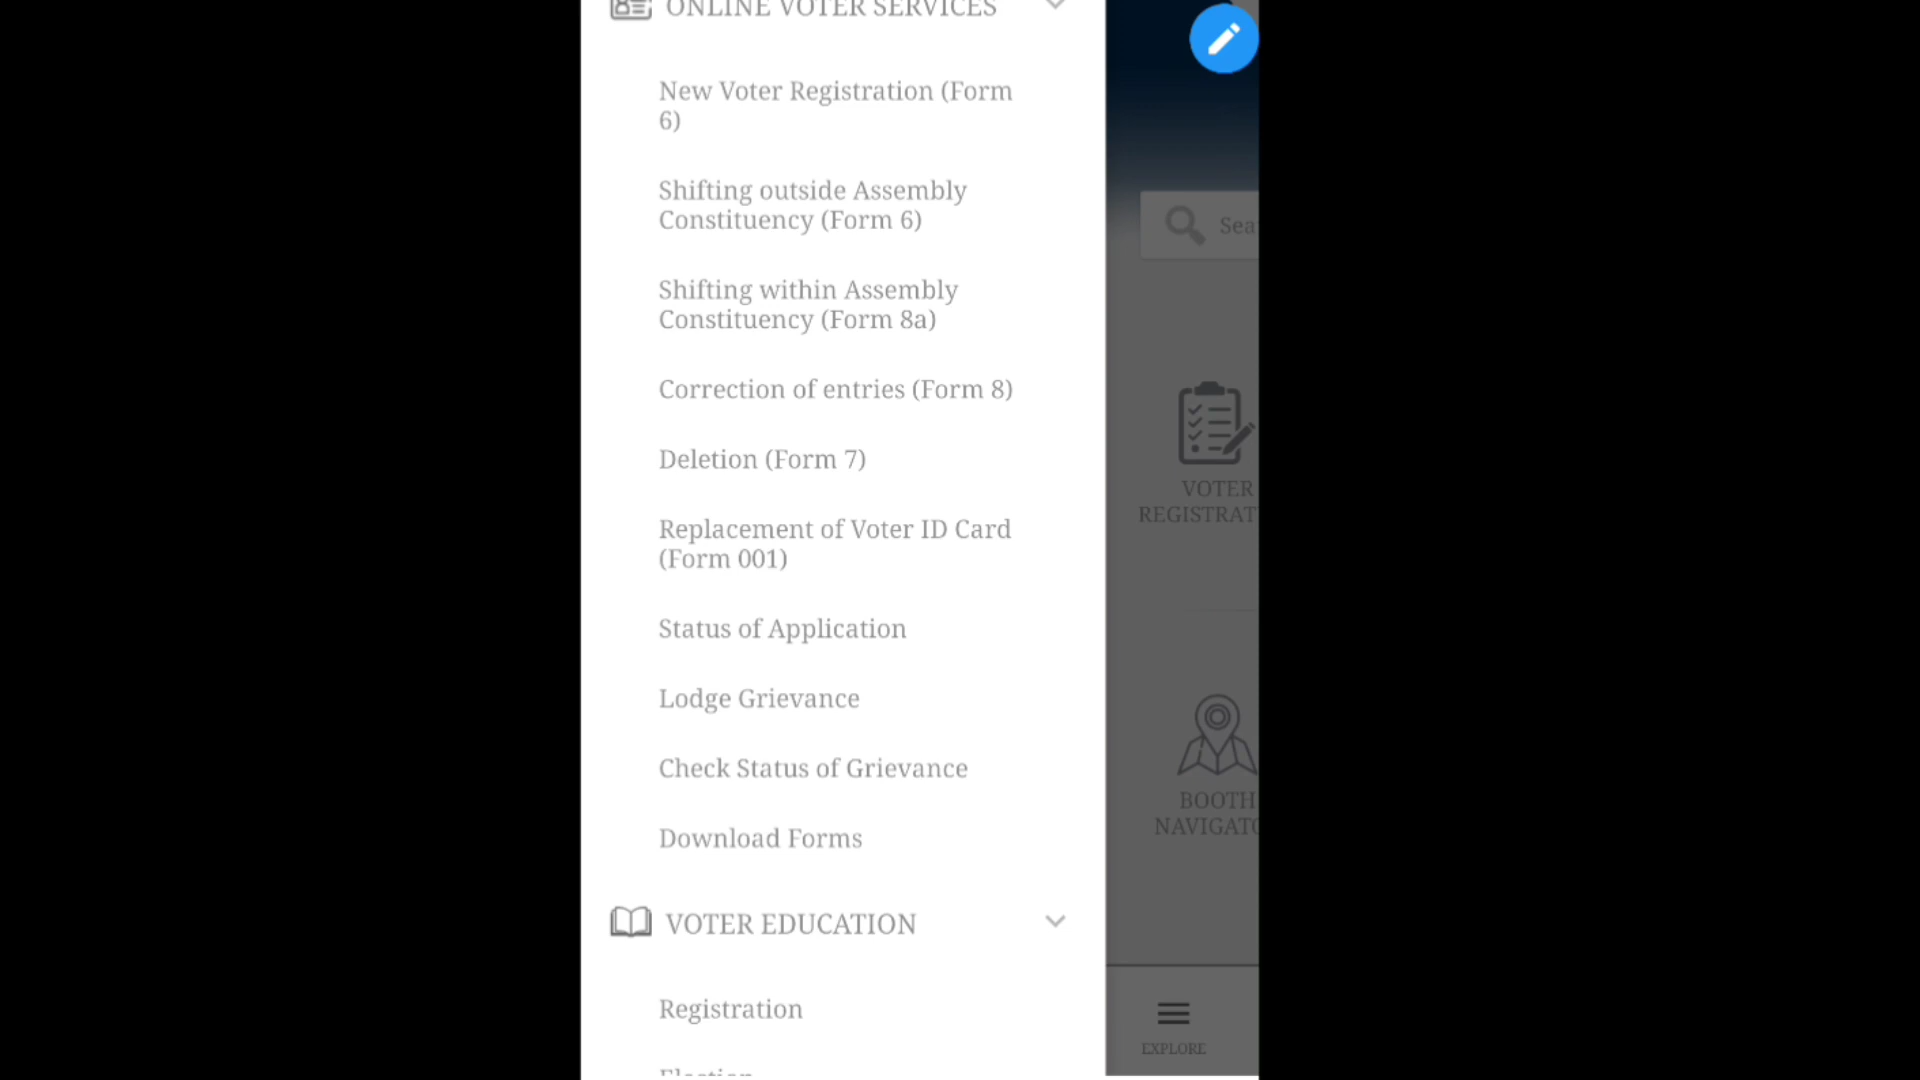 ONLINE VOTER SERVICES
New Voter Registration (Form
6)
Shifting outside Assembly
Constituency (Form 6)
Shifting within Assembly
Constituency (Form 8a)
Correction of entries (Form 8)
Deletion (Form 7)
Replacement of Voter ID Card
(Form 001)
Status of Application
Lodge Grievance
Check Status of Grievance
Download Forms
VOTER EDUCATION
Registration
Election
Sea
VOTER
REGISTRAT
BOOTH
NAVIGATO
EXPLORE